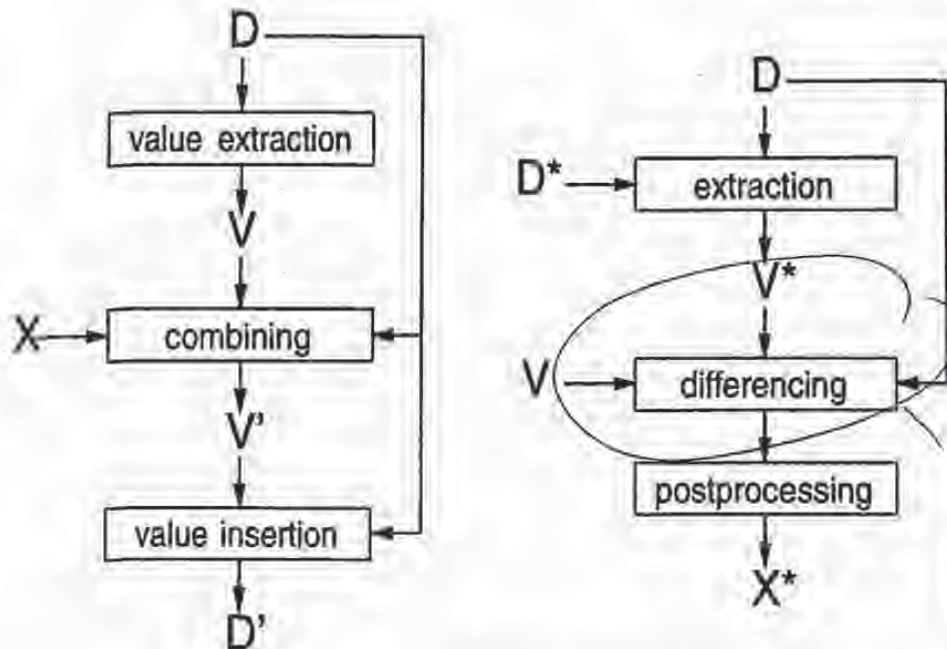 D
value extraction
V
X
combining
V'
value insertion
D'
D
D*
extraction
V*
V
differencing
postprocessing
X*